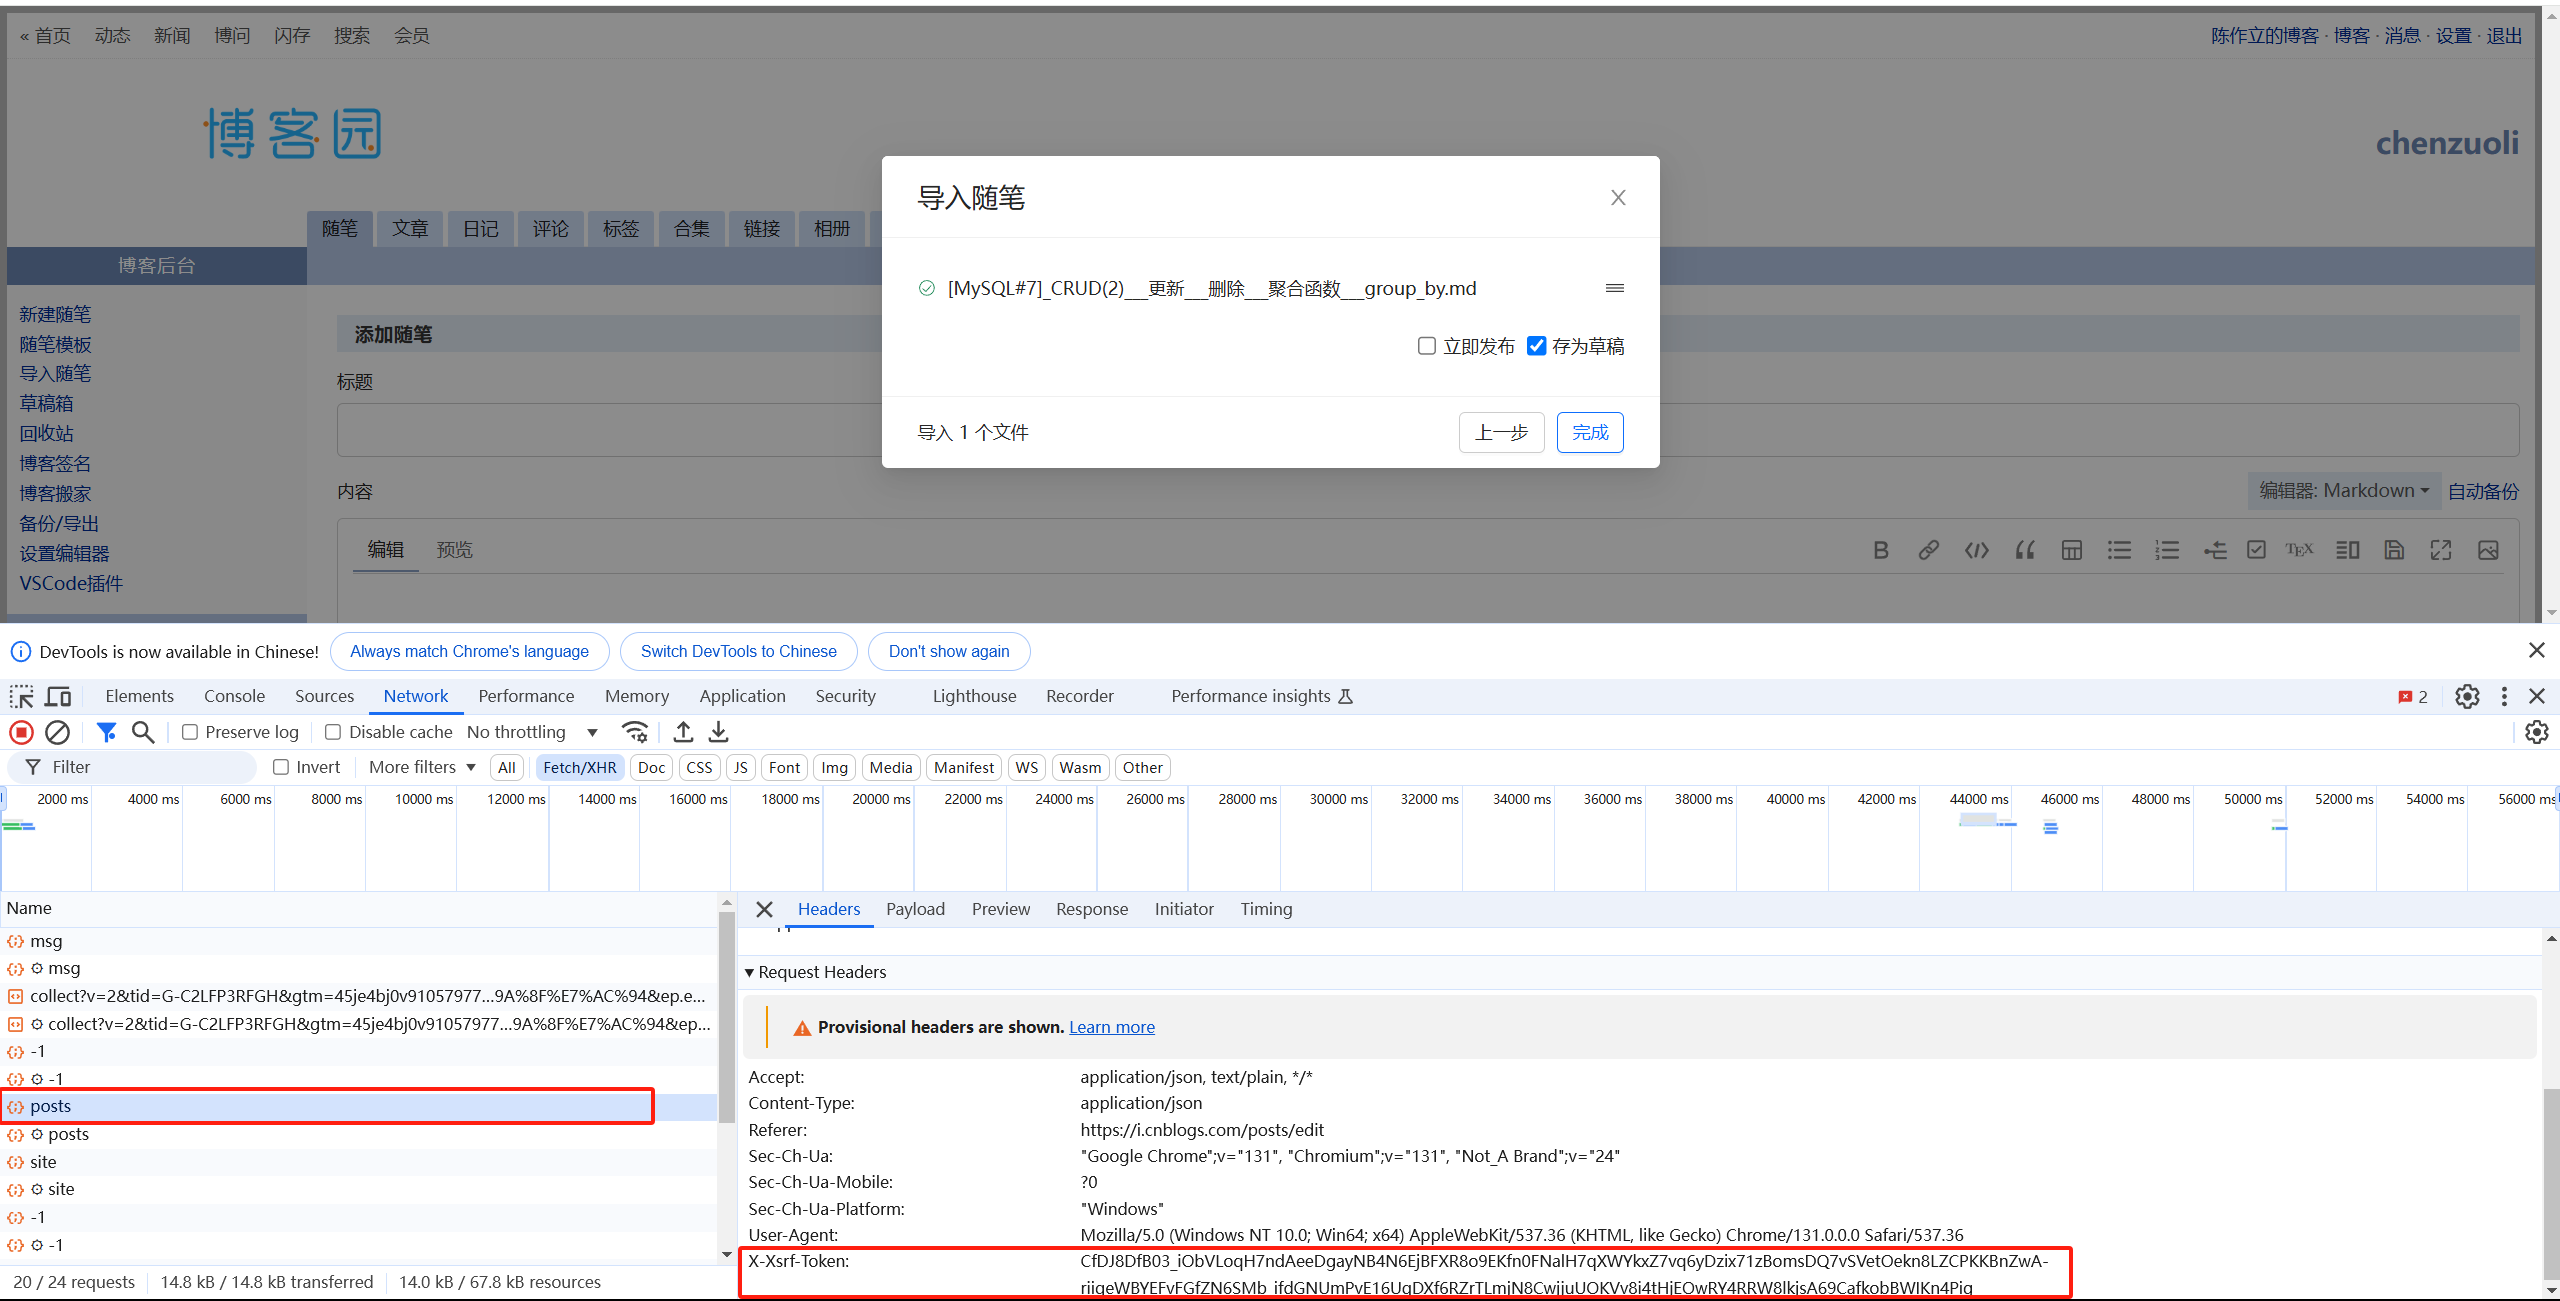 « 首页 动态 新闻 博问 闪存 搜索 会员
陈作立的博客 · 博客 · 消息 · 设置 · 退出
博客园
chenzuoli
随笔 文章 日记 评论 标签 合集 链接 相册
博客后台
新建随笔
随笔模板
导入随笔
草稿箱
回收站
博客签名
博客搬家
备份/导出
设置编辑器
VSCode插件
添加随笔
标题
内容
编辑器: Markdown 自动备份
编辑 预览
TEX
导入随笔
[MySQL#7]_CRUD(2)___更新___删除___聚合函数___group_by.md
立即发布 存为草稿
导入 1 个文件
上一步 完成
DevTools is now available in Chinese! Always match Chrome's language Switch DevTools to Chinese Don't show again
Elements Console Sources Network Performance Memory Application Security Lighthouse Recorder Performance insights 2
Preserve log Disable cache No throttling
Filter Invert More filters All Fetch/XHR Doc CSS JS Font Img Media Manifest WS Wasm Other
2000 ms 4000 ms 6000 ms 8000 ms 10000 ms 12000 ms 14000 ms 16000 ms 18000 ms 20000 ms 22000 ms 24000 ms 26000 ms 28000 ms 30000 ms 32000 ms 34000 ms 36000 ms 38000 ms 40000 ms 42000 ms 44000 ms 46000 ms 48000 ms 50000 ms 52000 ms 54000 ms 56000 ms
Name
msg
msg
collect?v=2&tid=G-C2LFP3RFGH&gtm=45je4bj0v91057977...9A%8F%E7%AC%94&ep.e...
collect?v=2&tid=G-C2LFP3RFGH&gtm=45je4bj0v91057977...9A%8F%E7%AC%94&ep...
-1
-1
posts
posts
site
site
-1
-1
20 / 24 requests 14.8 kB / 14.8 kB transferred 14.0 kB / 67.8 kB resources
Headers Payload Preview Response Initiator Timing
Request Headers
Provisional headers are shown. Learn more
Accept: application/json, text/plain, */*
Content-Type: application/json
Referer: https://i.cnblogs.com/posts/edit
Sec-Ch-Ua: "Google Chrome";v="131", "Chromium";v="131", "Not_A Brand";v="24"
Sec-Ch-Ua-Mobile: ?0
Sec-Ch-Ua-Platform: "Windows"
User-Agent: Mozilla/5.0 (Windows NT 10.0; Win64; x64) AppleWebKit/537.36 (KHTML, like Gecko) Chrome/131.0.0.0 Safari/537.36
X-Xsrf-Token: CfDJ8DfB03_iObVLoqH7ndAeeDgayNB4N6EjBFXR8o9EKfn0FNalH7qXWYkxZ7vq6yDzix71zBomsDQ7vSVetOekn8LZCPKKBnZwA-